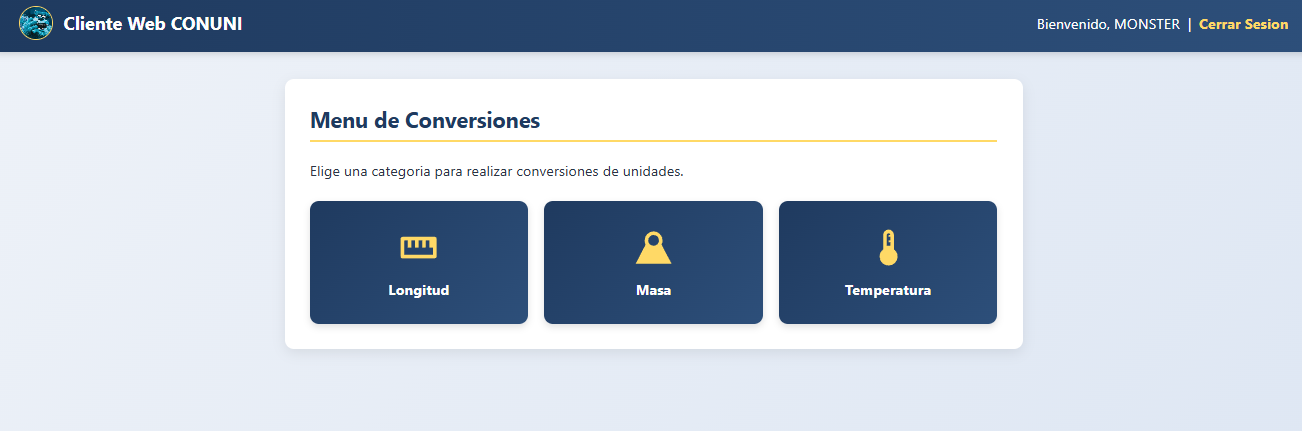 Cliente Web CONUNI
Bienvenido, MONSTER | Cerrar Sesion
Menu de Conversiones
Elige una categoria para realizar conversiones de unidades.
Longitud
Masa
Temperatura